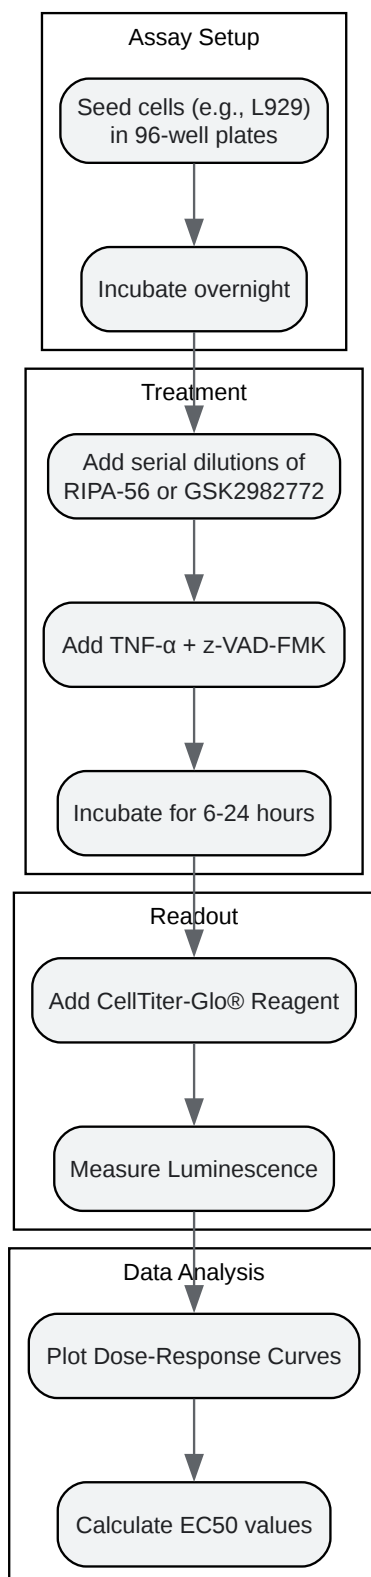 Assay Setup
Seed cells (e.g., L929)
in 96-well plates
Incubate overnight
Treatment
Add serial dilutions of
RIPA-56 or GSK2982772
Add TNF-α + z-VAD-FMK
Incubate for 6-24 hours
Readout
Add CellTiter-Glo® Reagent
Measure Luminescence
Data Analysis
Plot Dose-Response Curves
Calculate EC50 values